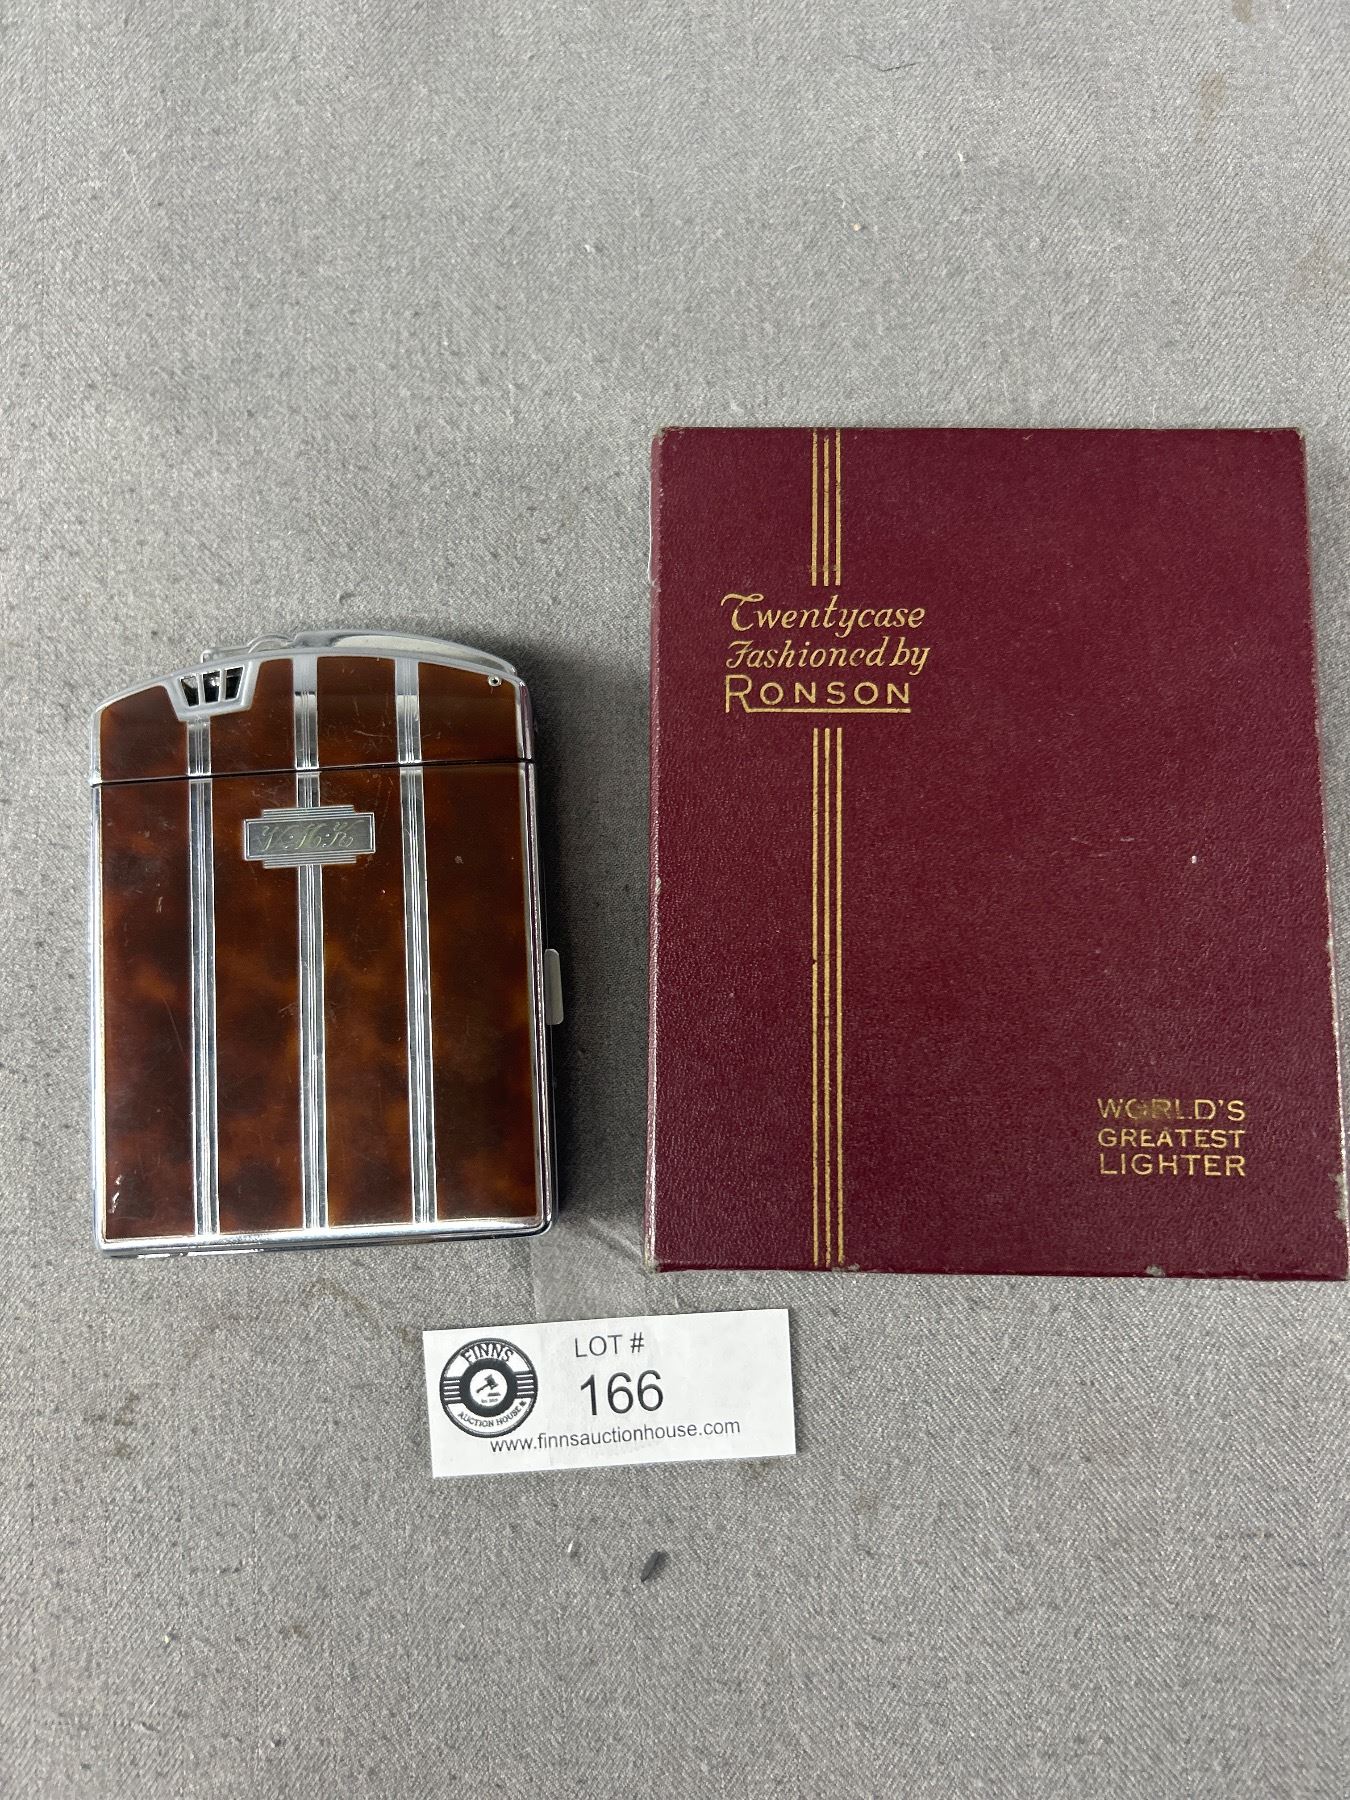 Twentycase
Fashioned by
RONSON
WORLD'S
GREATEST
LIGHTER
FINNS
AUCTION HOUSE
LOT #
166
www.finnsauctionhouse.com